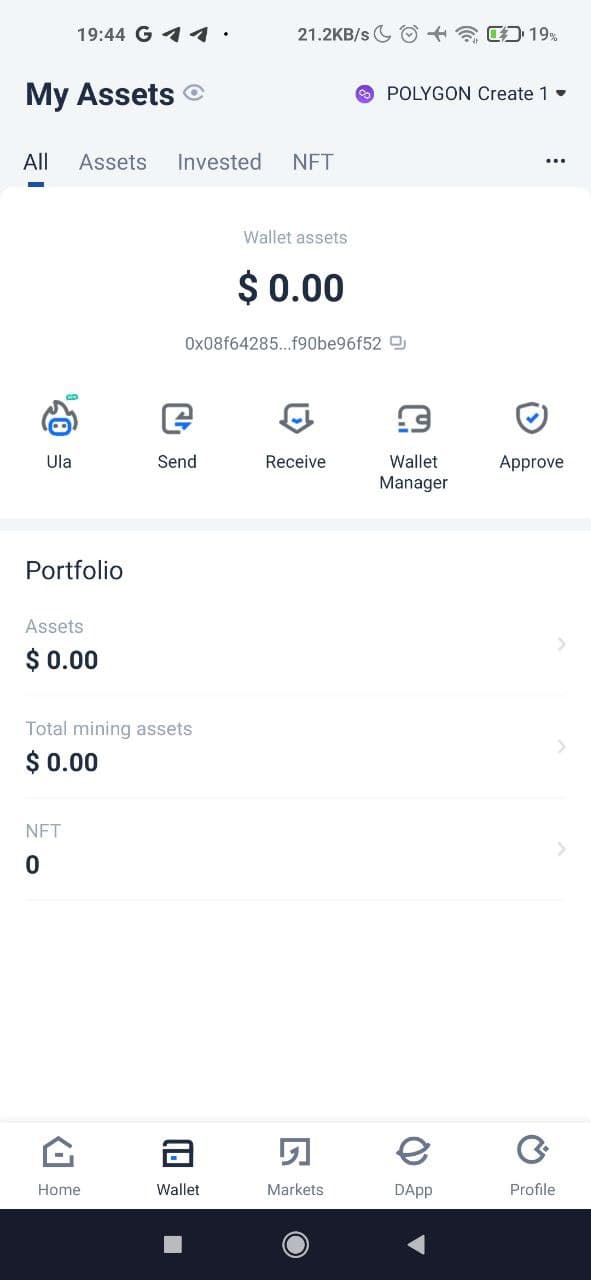 19:44 G 21.2KB/s 19%
My Assets POLYGON Create 1
All Assets Invested NFT
Wallet assets
$ 0.00
0x08f64285...f90be96f52
Ula Send Receive Wallet Manager Approve
Portfolio
Assets
$ 0.00
Total mining assets
$ 0.00
NFT
0
Home Wallet Markets DApp Profile